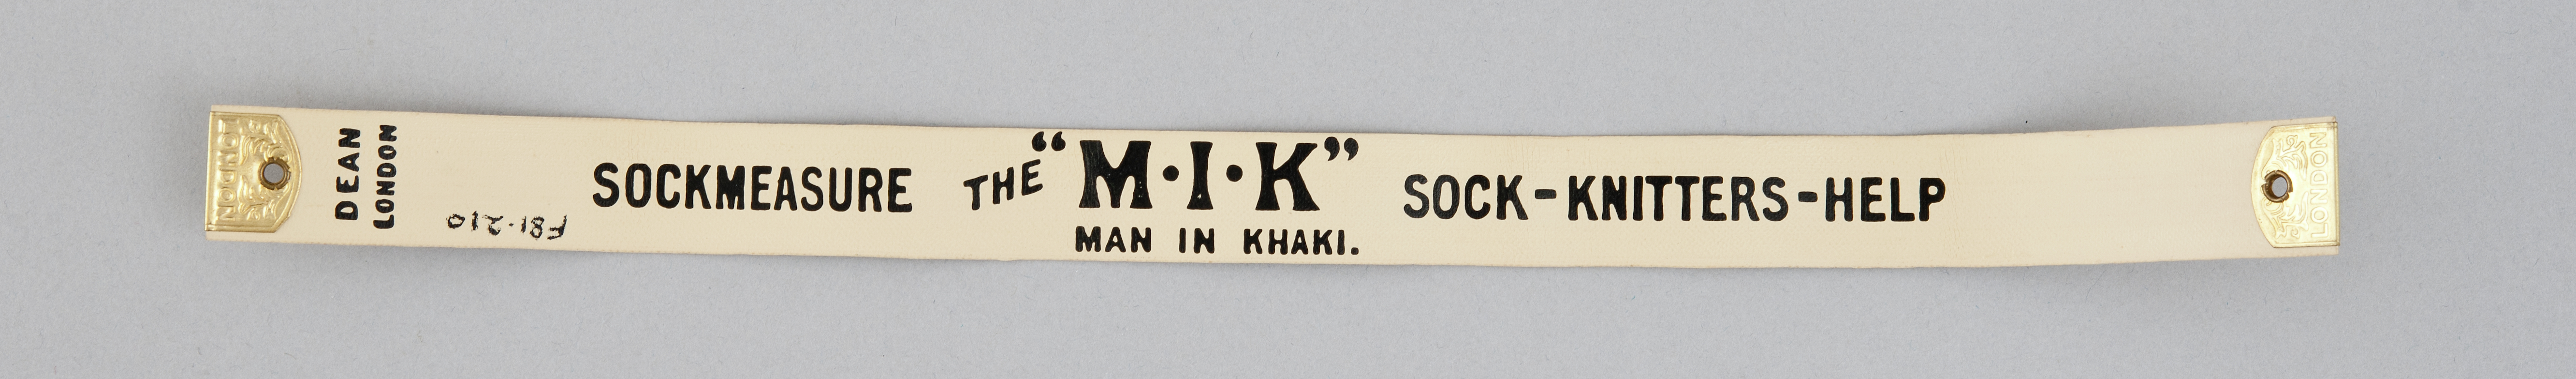 LONDON
DEAN
LONDON
F81·210
SOCKMEASURE THE "M·I·K" SOCK-KNITTERS-HELP
MAN IN KHAKI.
LONDON